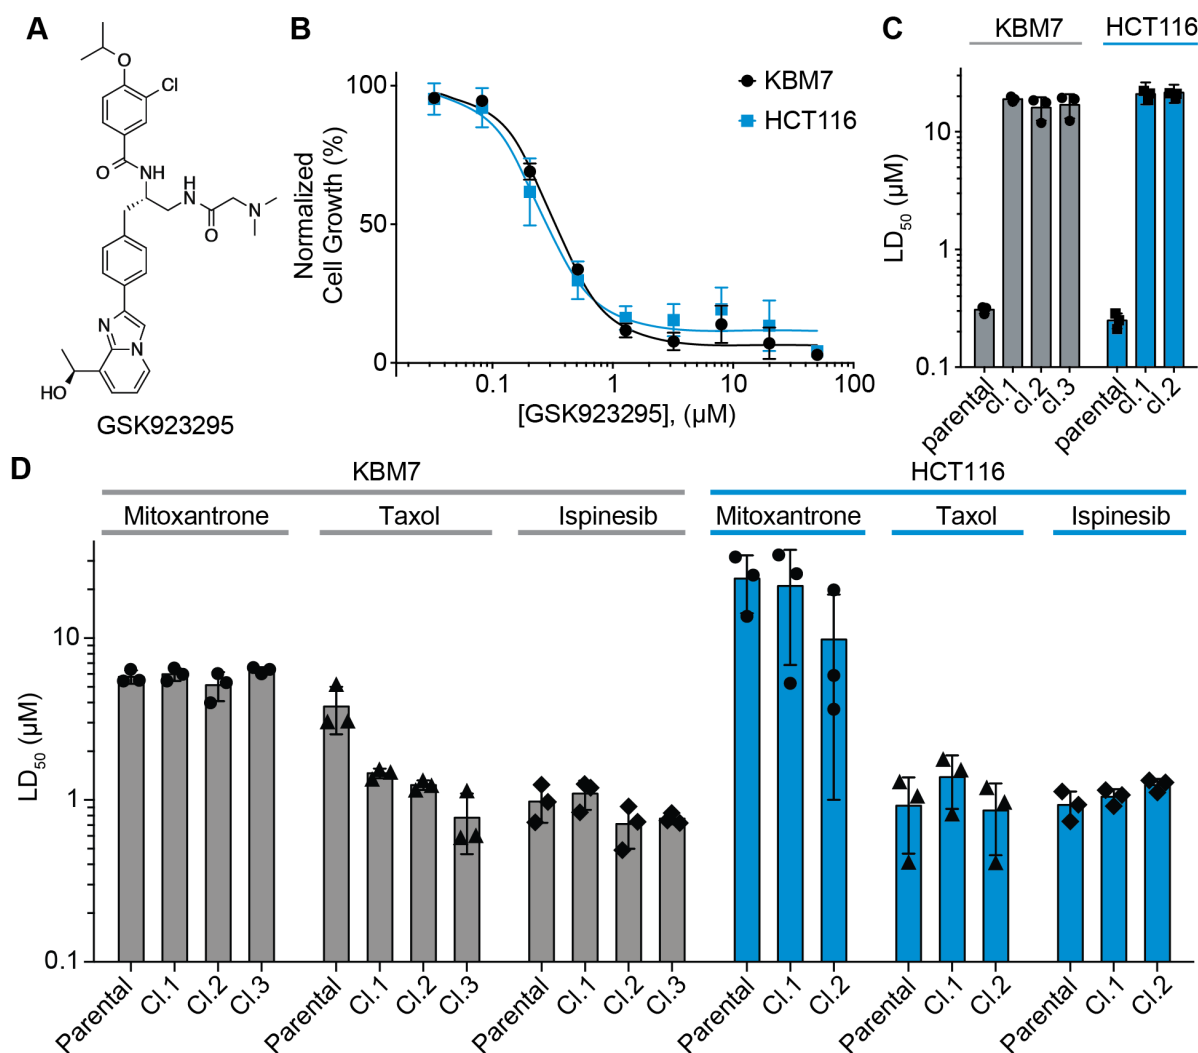 A
O
Cl
O
NH
H
N
O
N
N
N
HO
GSK923295
B
KBM7
HCT116
Normalized
Cell Growth (%)
100
50
0
0.1
1
10
100
[GSK923295], (µM)
C
KBM7
HCT116
LD50 (µM)
10
1
0.1
parental
cl.1
cl.2
cl.3
parental
cl.1
cl.2
D
KBM7
HCT116
Mitoxantrone
Taxol
Ispinesib
Mitoxantrone
Taxol
Ispinesib
LD50 (µM)
10
1
0.1
Parental
Cl.1
Cl.2
Cl.3
Parental
Cl.1
Cl.2
Cl.3
Parental
Cl.1
Cl.2
Cl.3
Parental
Cl.1
Cl.2
Parental
Cl.1
Cl.2
Parental
Cl.1
Cl.2